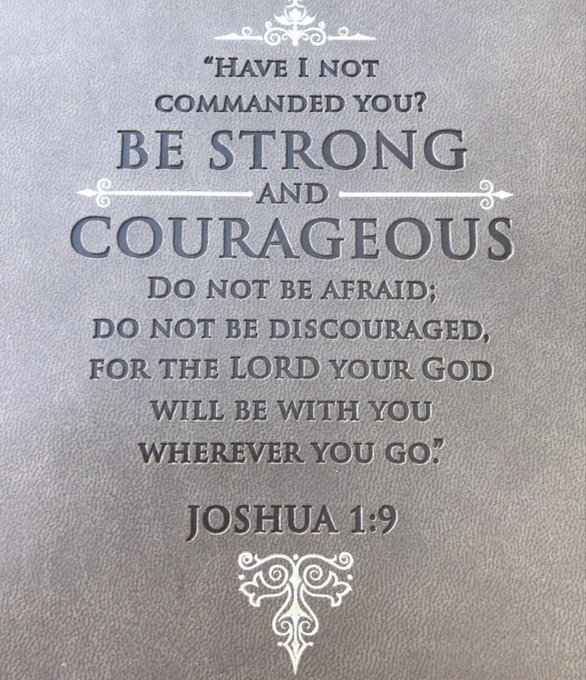 “HAVE I NOT
COMMANDED YOU?
BE STRONG
AND
COURAGEOUS
DO NOT BE AFRAID;
DO NOT BE DISCOURAGED,
FOR THE LORD YOUR GOD
WILL BE WITH YOU
WHEREVER YOU GO.”
JOSHUA 1:9